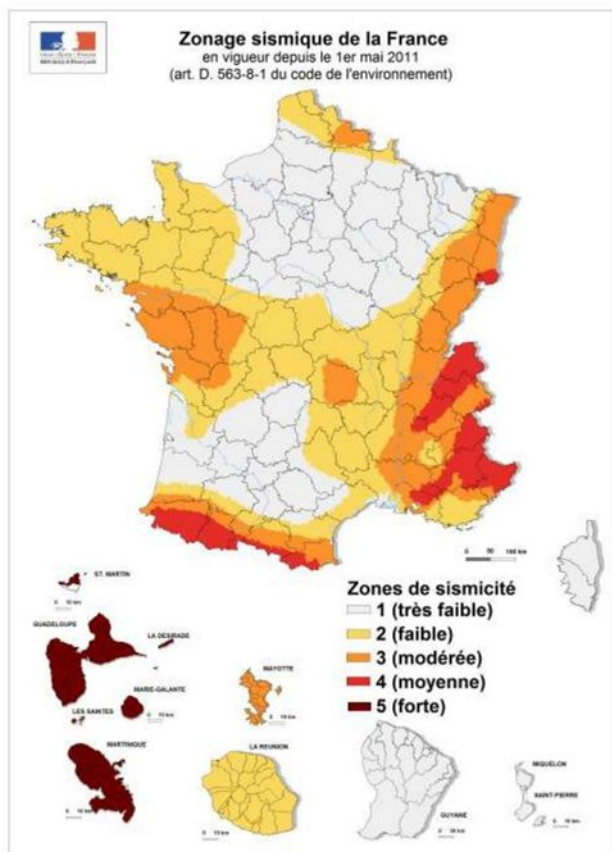 Zonage sismique de la France
en vigueur depuis le 1er mai 2011
(art. D. 563-8-1 du code de l'environnement)
RÉPUBLIQUE FRANÇAISE
ST. MARTIN
GUADELOUPE
LA DESIRADE
MARIE-GALANTE
LES SAINTES
MARTINIQUE
MAYOTTE
LA REUNION
GUYANE
MIQUELON
SAINT-PIERRE
Zones de sismicité
1 (très faible)
2 (faible)
3 (modérée)
4 (moyenne)
5 (forte)